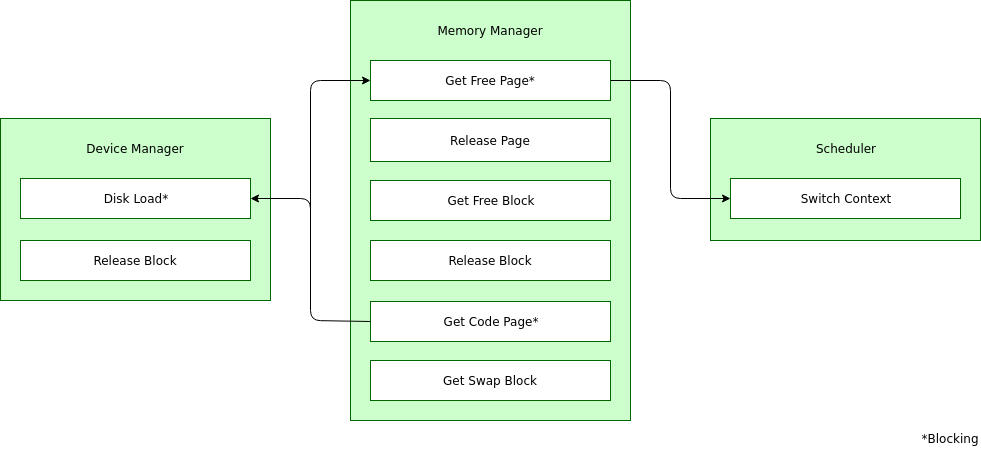 Memory Manager
Get Free Page*
Release Page
Get Free Block
Release Block
Get Code Page*
Get Swap Block
Device Manager
Disk Load*
Release Block
Scheduler
Switch Context
*Blocking